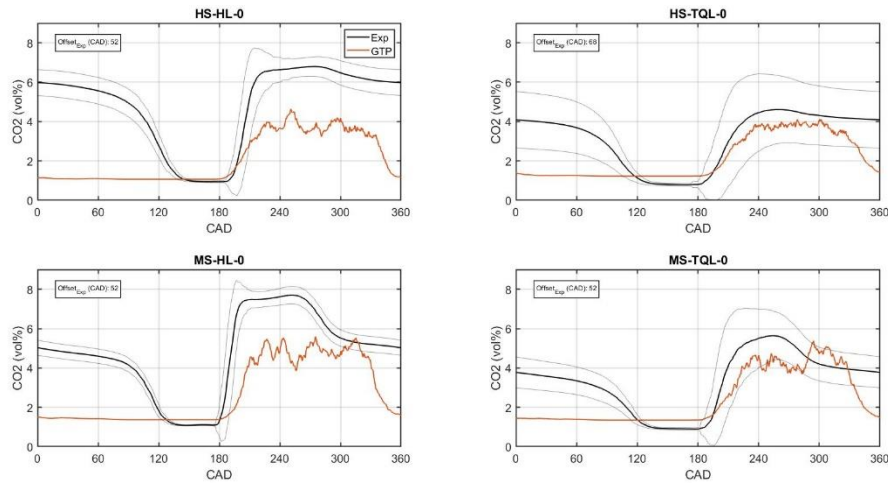 HS-HL-0
Offset_Exp (CAD): 52
Exp
GTP
CO2 (vol%)
8
6
4
2
0
0 60 120 180 240 300 360
CAD
HS-TQL-0
Offset_Exp (CAD): 68
CO2 (vol%)
8
6
4
2
0
0 60 120 180 240 300 360
CAD
MS-HL-0
Offset_Exp (CAD): 52
CO2 (vol%)
8
6
4
2
0
0 60 120 180 240 300 360
CAD
MS-TQL-0
Offset_Exp (CAD): 52
CO2 (vol%)
8
6
4
2
0
0 60 120 180 240 300 360
CAD